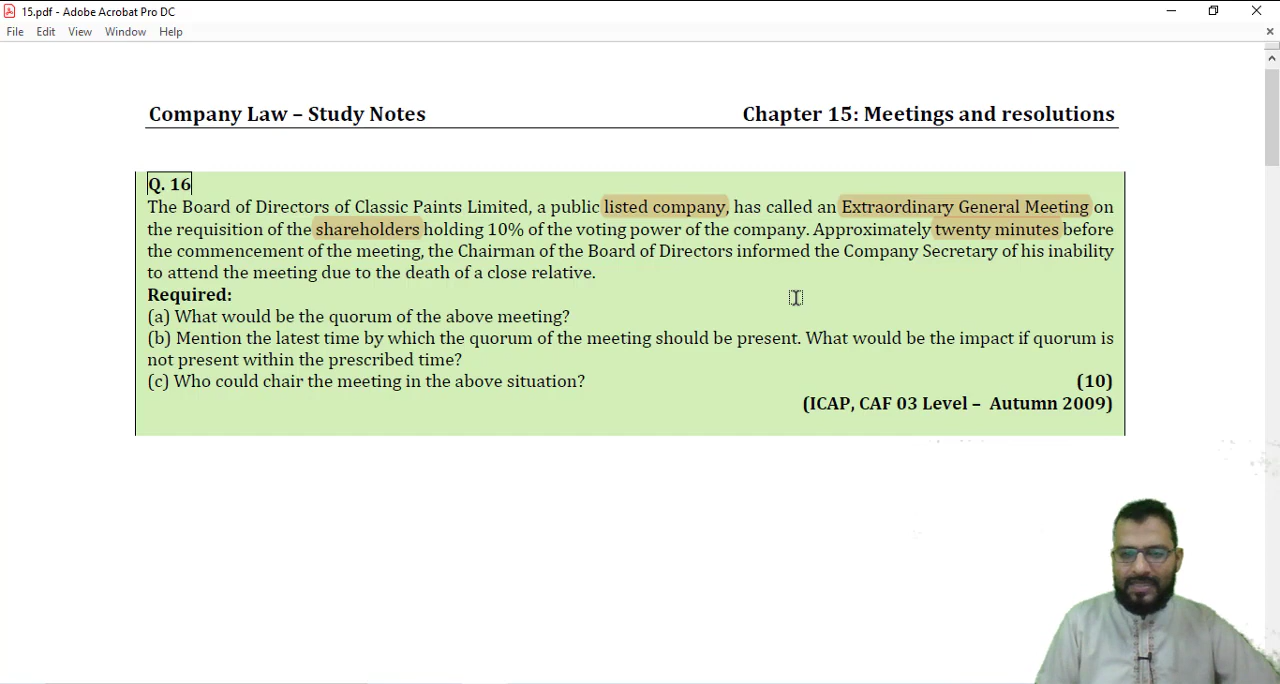 15.pdf - Adobe Acrobat Pro DC
File Edit View Window Help
Company Law – Study Notes Chapter 15: Meetings and resolutions
Q. 16
The Board of Directors of Classic Paints Limited, a public listed company, has called an Extraordinary General Meeting on
the requisition of the shareholders holding 10% of the voting power of the company. Approximately twenty minutes before
the commencement of the meeting, the Chairman of the Board of Directors informed the Company Secretary of his inability
to attend the meeting due to the death of a close relative.
Required:
(a) What would be the quorum of the above meeting?
(b) Mention the latest time by which the quorum of the meeting should be present. What would be the impact if quorum is
not present within the prescribed time?
(c) Who could chair the meeting in the above situation? (10)
(ICAP, CAF 03 Level – Autumn 2009)